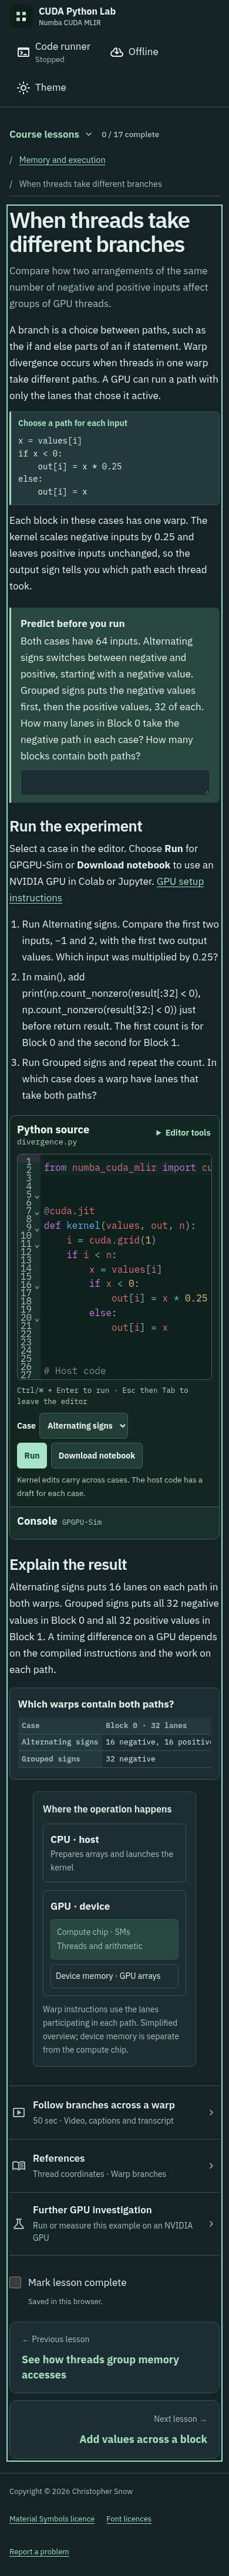 CUDA Python Lab
Numba CUDA MLIR
Code runner
Stopped
Offline
Theme
Course lessons
0 / 17 complete
/ Memory and execution
/ When threads take different branches
When threads take
different branches
Compare how two arrangements of the same
number of negative and positive inputs affect
groups of GPU threads.
A branch is a choice between paths, such as
the if and else parts of an if statement. Warp
divergence occurs when threads in one warp
take different paths. A GPU can run a path with
only the lanes that chose it active.
Choose a path for each input
x = values[i]
if x < 0:
    out[i] = x * 0.25
else:
    out[i] = x
Each block in these cases has one warp. The
kernel scales negative inputs by 0.25 and
leaves positive inputs unchanged, so the
output sign tells you which path each thread
took.
Predict before you run
Both cases have 64 inputs. Alternating
signs switches between negative and
positive, starting with a negative value.
Grouped signs puts the negative values
first, then the positive values, 32 of each.
How many lanes in Block 0 take the
negative path in each case? How many
blocks contain both paths?
Run the experiment
Select a case in the editor. Choose Run for
GPGPU-Sim or Download notebook to use an
NVIDIA GPU in Colab or Jupyter. GPU setup
instructions
1. Run Alternating signs. Compare the first two
inputs, −1 and 2, with the first two output
values. Which input was multiplied by 0.25?
2. In main(), add
print(np.count_nonzero(result[:32] < 0),
np.count_nonzero(result[32:] < 0)) just
before return result. The first count is for
Block 0 and the second for Block 1.
3. Run Grouped signs and repeat the count. In
which case does a warp have lanes that
take both paths?
Python source
divergence.py
Editor tools
1
2
3
4
5
6
7
8
9
10
11
12
13
14
15
16
17
18
19
20
21
22
23
24
25
26
27
from numba_cuda_mlir import cu
@cuda.jit
def kernel(values, out, n):
    i = cuda.grid(1)
    if i < n:
        x = values[i]
        if x < 0:
            out[i] = x * 0.25
        else:
            out[i] = x
# Host code
Ctrl/⌘ + Enter to run · Esc then Tab to
leave the editor
Case Alternating signs
Run Download notebook
Kernel edits carry across cases. The host code has a
draft for each case.
Console GPGPU-Sim
Explain the result
Alternating signs puts 16 lanes on each path in
both warps. Grouped signs puts all 32 negative
values in Block 0 and all 32 positive values in
Block 1. A timing difference on a GPU depends
on the compiled instructions and the work on
each path.
Which warps contain both paths?
Case Block 0 · 32 lanes
Alternating signs 16 negative, 16 positive
Grouped signs 32 negative
Where the operation happens
CPU · host
Prepares arrays and launches the
kernel
GPU · device
Compute chip · SMs
Threads and arithmetic
Device memory · GPU arrays
Warp instructions use the lanes
participating in each path. Simplified
overview; device memory is separate
from the compute chip.
Follow branches across a warp
50 sec · Video, captions and transcript
References
Thread coordinates · Warp branches
Further GPU investigation
Run or measure this example on an NVIDIA
GPU
Mark lesson complete
Saved in this browser.
← Previous lesson
See how threads group memory
accesses
Next lesson →
Add values across a block
Copyright © 2026 Christopher Snow
Material Symbols licence Font licences
Report a problem